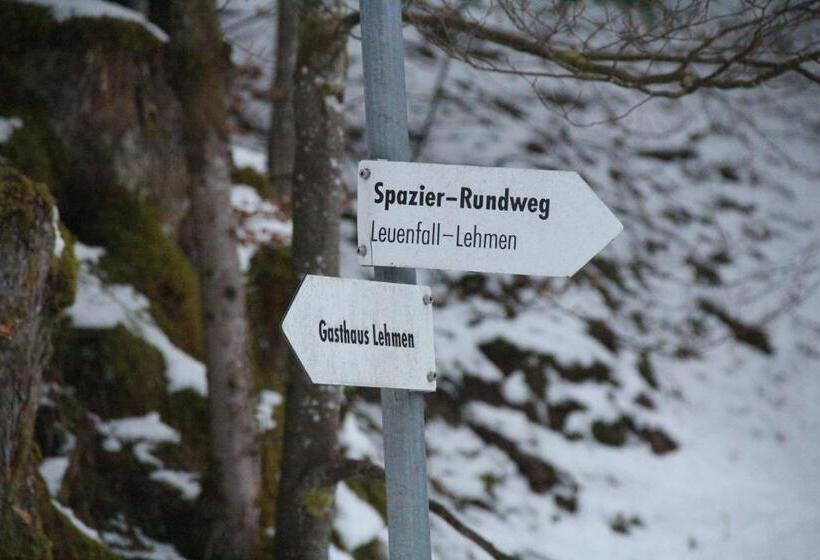 Spazier–Rundweg
Leuenfall–Lehmen
Gasthaus Lehmen